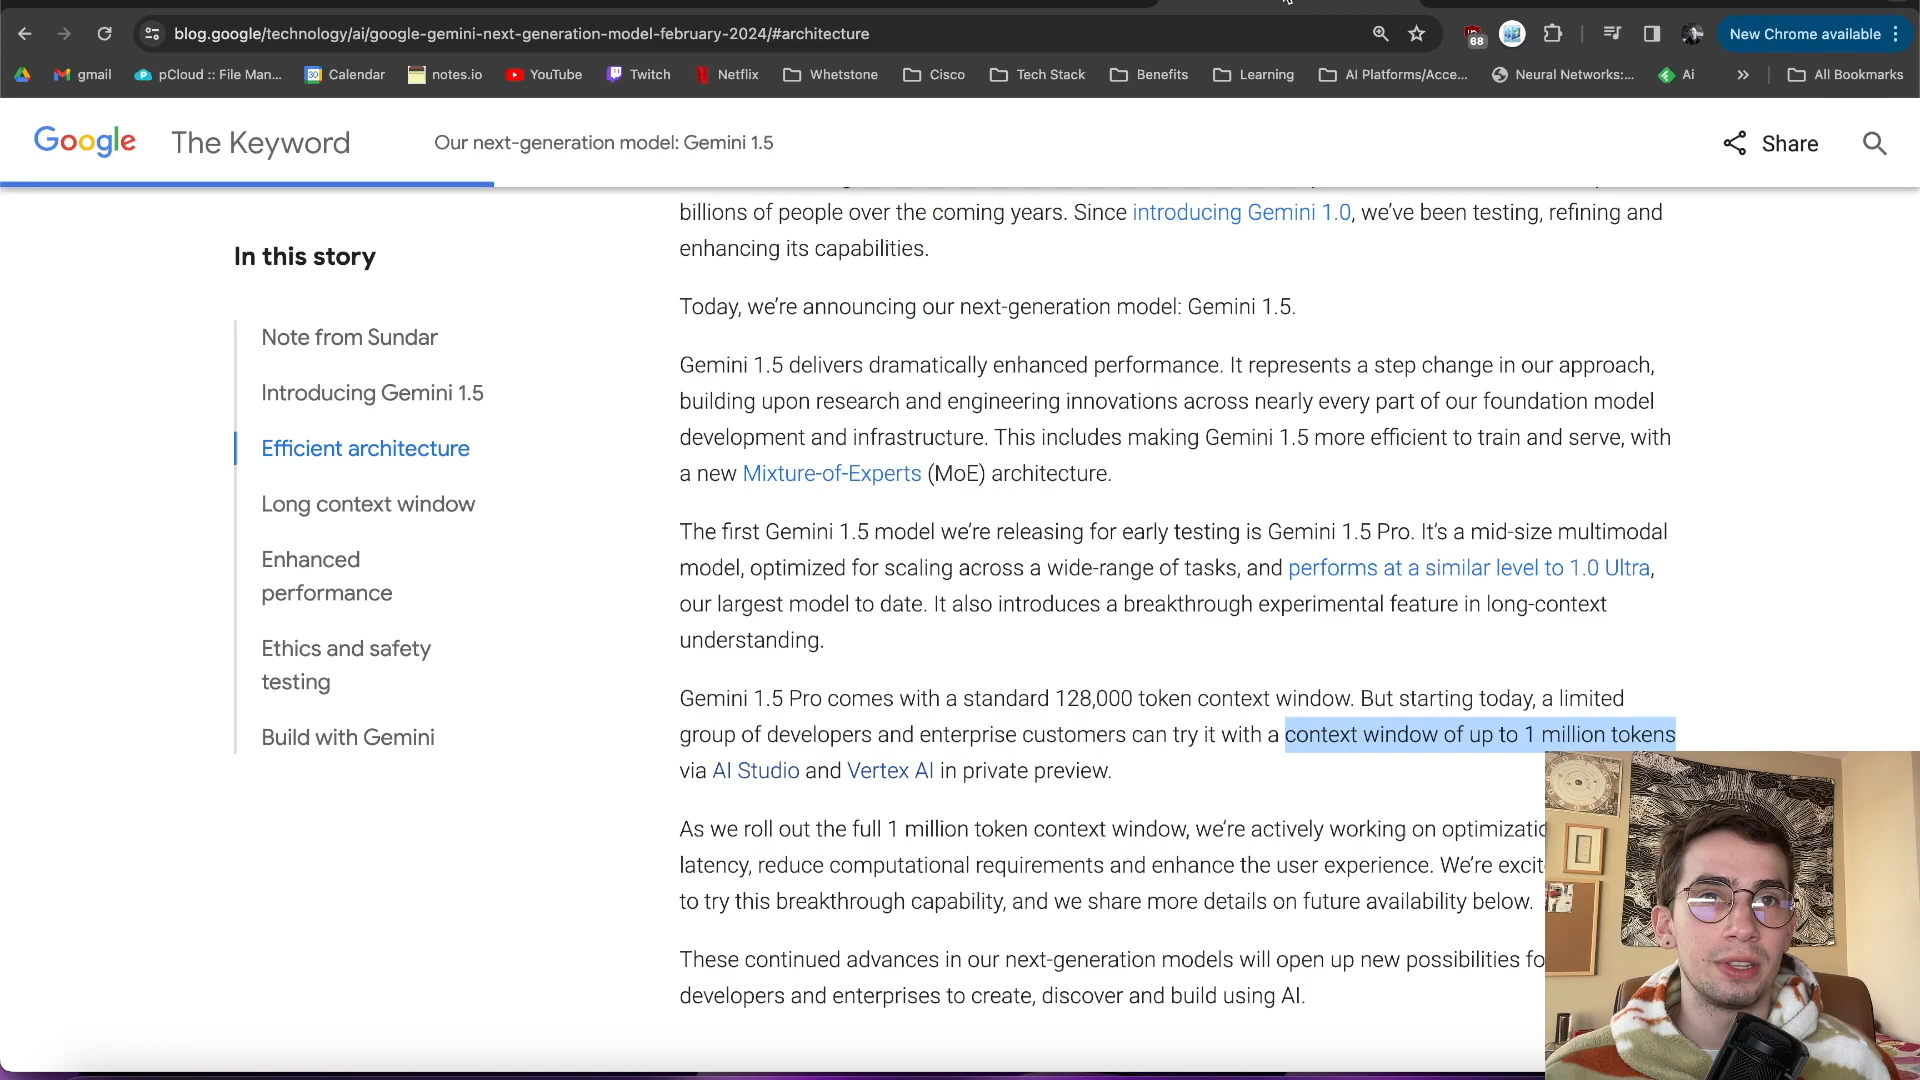 blog.google/technology/ai/google-gemini-next-generation-model-february-2024/#architecture
68
New Chrome available
gmail
pCloud :: File Man...
30
Calendar
notes.io
YouTube
Twitch
Netflix
Whetstone
Cisco
Tech Stack
Benefits
Learning
AI Platforms/Acce...
Neural Networks:...
Ai
»
All Bookmarks
Google The Keyword
Our next-generation model: Gemini 1.5
Share
In this story
Note from Sundar
Introducing Gemini 1.5
Efficient architecture
Long context window
Enhanced
performance
Ethics and safety
testing
Build with Gemini
billions of people over the coming years. Since introducing Gemini 1.0, we’ve been testing, refining and
enhancing its capabilities.
Today, we’re announcing our next-generation model: Gemini 1.5.
Gemini 1.5 delivers dramatically enhanced performance. It represents a step change in our approach,
building upon research and engineering innovations across nearly every part of our foundation model
development and infrastructure. This includes making Gemini 1.5 more efficient to train and serve, with
a new Mixture-of-Experts (MoE) architecture.
The first Gemini 1.5 model we’re releasing for early testing is Gemini 1.5 Pro. It’s a mid-size multimodal
model, optimized for scaling across a wide-range of tasks, and performs at a similar level to 1.0 Ultra,
our largest model to date. It also introduces a breakthrough experimental feature in long-context
understanding.
Gemini 1.5 Pro comes with a standard 128,000 token context window. But starting today, a limited
group of developers and enterprise customers can try it with a context window of up to 1 million tokens
via AI Studio and Vertex AI in private preview.
As we roll out the full 1 million token context window, we’re actively working on
latency, reduce computational requirements and enhance the user experience. We’re
to try this breakthrough capability, and we share more details on future availability below.
These continued advances in our next-generation models will open up new possibilities
developers and enterprises to create, discover and build using AI.